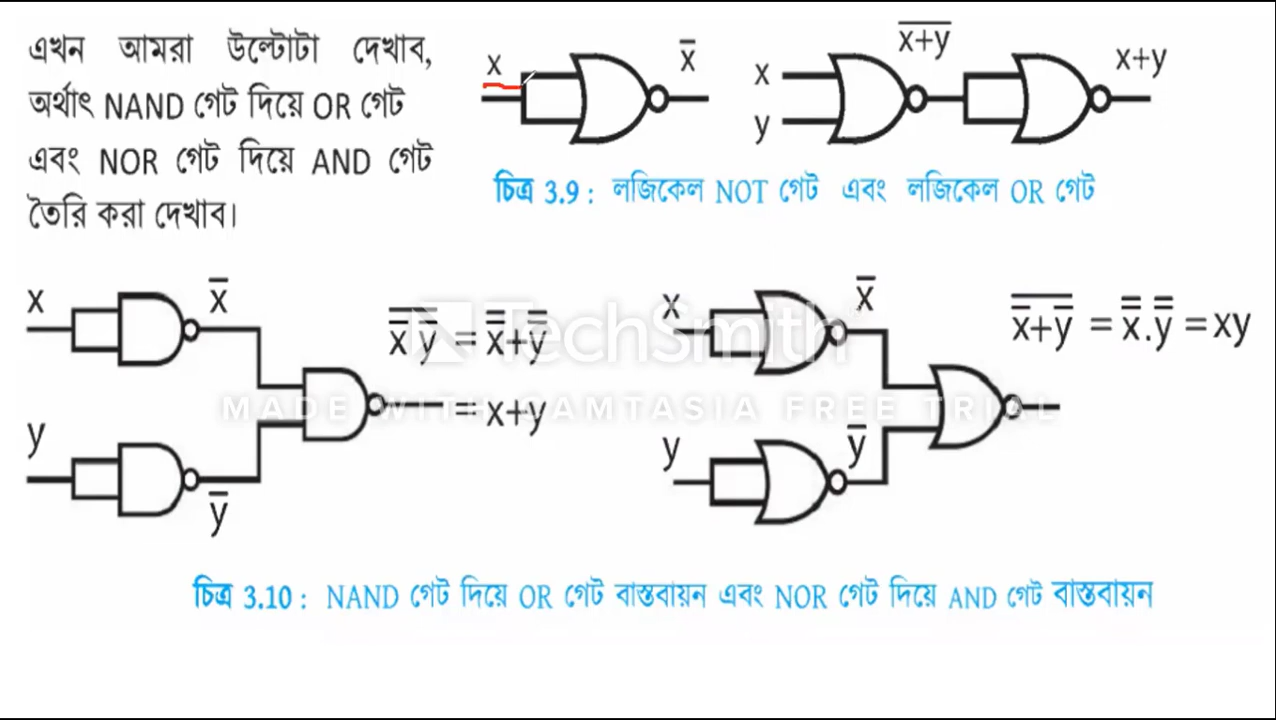 এখন আমরা উল্টোটা দেখাব,
অর্থাৎ NAND গেট দিয়ে OR গেট
এবং NOR গেট দিয়ে AND গেট
তৈরি করা দেখাব।
x x̅
x y x̅+̅y̅ x+y
চিত্র 3.9 : লজিকেল NOT গেট এবং লজিকেল OR গেট
x x̅
y y̅
x̿ y̿ = x̿+y̿
= x+y
x x̅
y y̅
x̿+y̿ = x̿.y̿ = xy
TechSmith
MADE WITH CAMTASIA FREE TRIAL
চিত্র 3.10 : NAND গেট দিয়ে OR গেট বাস্তবায়ন এবং NOR গেট দিয়ে AND গেট বাস্তবায়ন